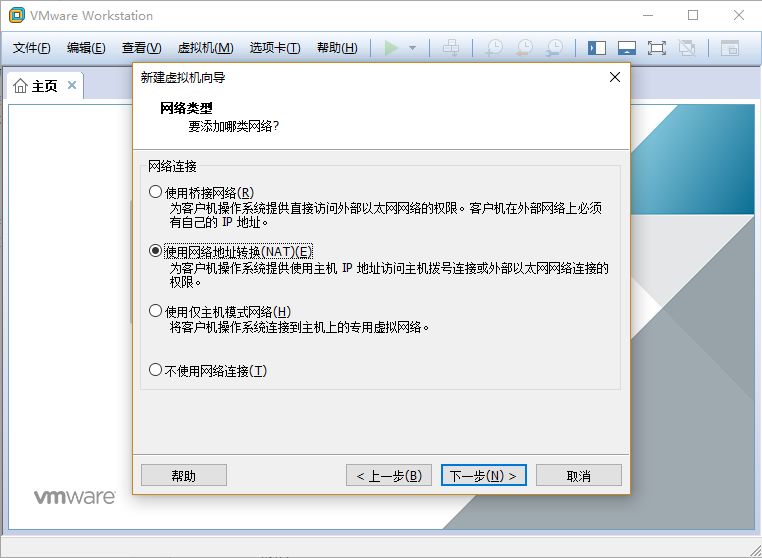 VMware Workstation
文件(F) 编辑(E) 查看(V) 虚拟机(M) 选项卡(T) 帮助(H)
主页
新建虚拟机向导
网络类型
要添加哪类网络?
网络连接
使用桥接网络(R)
为客户机操作系统提供直接访问外部以太网网络的权限。客户机在外部网络上必须
有自己的 IP 地址。
使用网络地址转换(NAT)(E)
为客户机操作系统提供使用主机 IP 地址访问主机拨号连接或外部以太网网络连接的
权限。
使用仅主机模式网络(H)
将客户机操作系统连接到主机上的专用虚拟网络。
不使用网络连接(T)
帮助 < 上一步(B) 下一步(N) > 取消
vmware